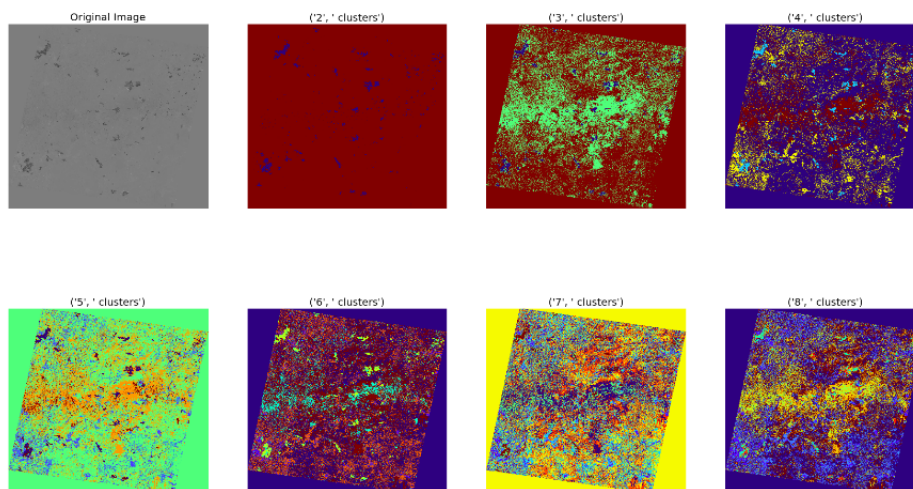 Original Image
('2', ' clusters')
('3', ' clusters')
('4', ' clusters')
('5', ' clusters')
('6', ' clusters')
('7', ' clusters')
('8', ' clusters')